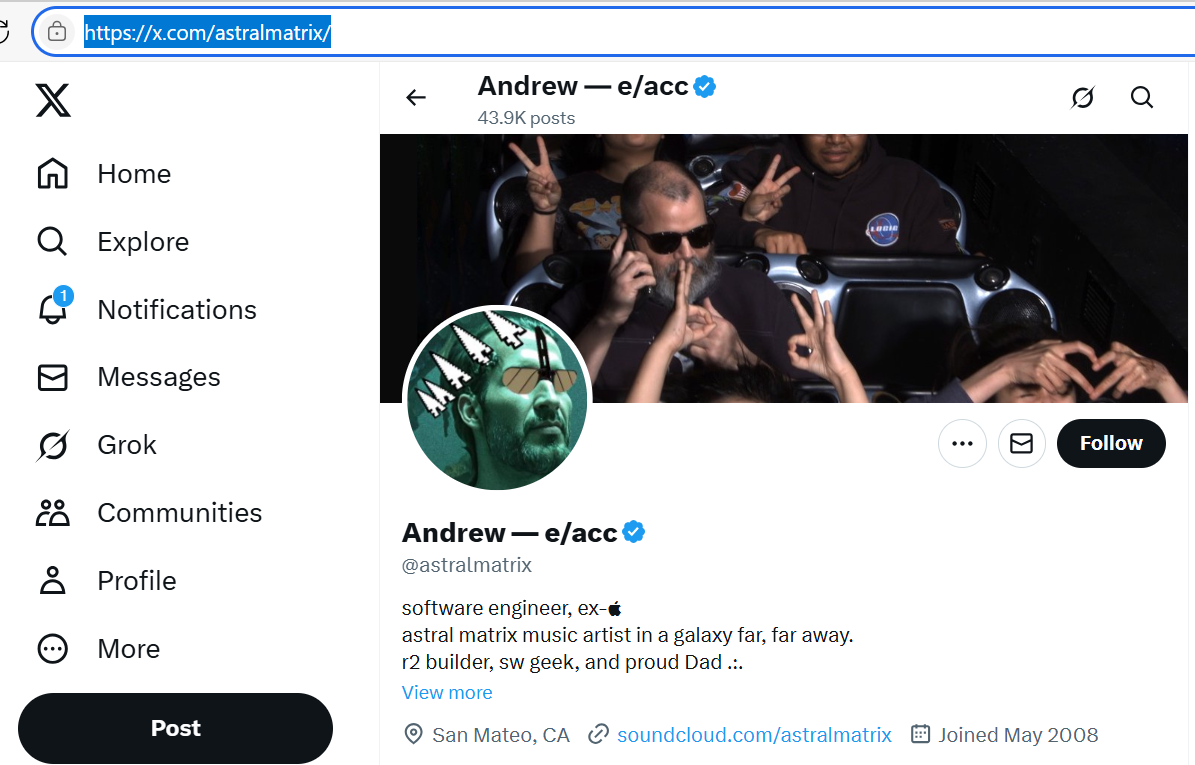 https://x.com/astralmatrix/
Andrew — e/acc
43.9K posts
Home
Explore
1
Notifications
Messages
Grok
Communities
Profile
More
Post
LOGIC
Follow
Andrew — e/acc
@astralmatrix
software engineer, ex-
astral matrix music artist in a galaxy far, far away.
r2 builder, sw geek, and proud Dad .:.
View more
San Mateo, CA soundcloud.com/astralmatrix Joined May 2008